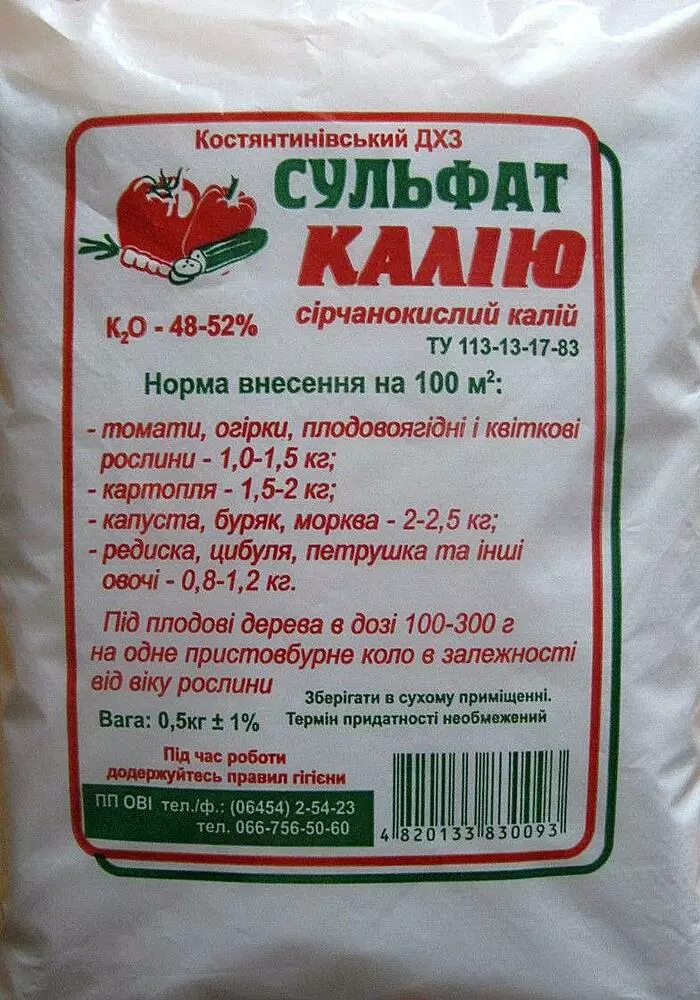 Костянтинівський ДХЗ
СУЛЬФАТ
КАЛІЮ
сірчанокислий калій
K₂O - 48-52%
ТУ 113-13-17-83
Норма внесення на 100 м²:
- томати, огірки, плодовоягідні і квіткові
рослини - 1,0-1,5 кг;
- картопля - 1,5-2 кг;
- капуста, буряк, морква - 2-2,5 кг;
- редиска, цибуля, петрушка та інші
овочі - 0,8-1,2 кг.
Під плодові дерева в дозі 100-300 г
на одне пристовбурне коло в залежності
від віку рослини
Зберігати в сухому приміщенні.
Вага: 0,5кг ± 1%
Термін придатності необмежений
Під час роботи
додержуйтесь правил гігієни
ПП ОВІ тел./ф.: (06454) 2-54-23
тел. 066-756-50-60
4 820133 830093